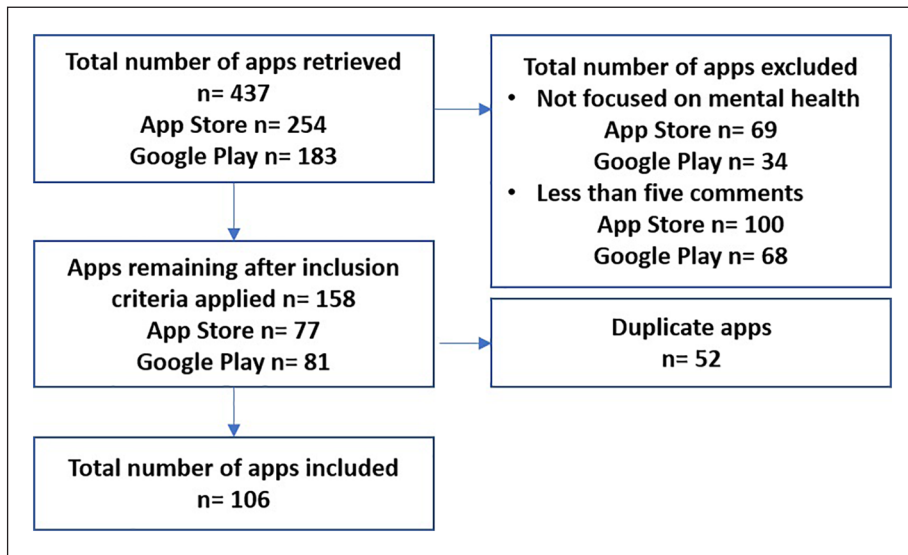 Total number of apps retrieved
n= 437
App Store n= 254
Google Play n= 183
Total number of apps excluded
• Not focused on mental health
App Store n= 69
Google Play n= 34
• Less than five comments
App Store n= 100
Google Play n= 68
Apps remaining after inclusion
criteria applied n= 158
App Store n= 77
Google Play n= 81
Duplicate apps
n= 52
Total number of apps included
n= 106